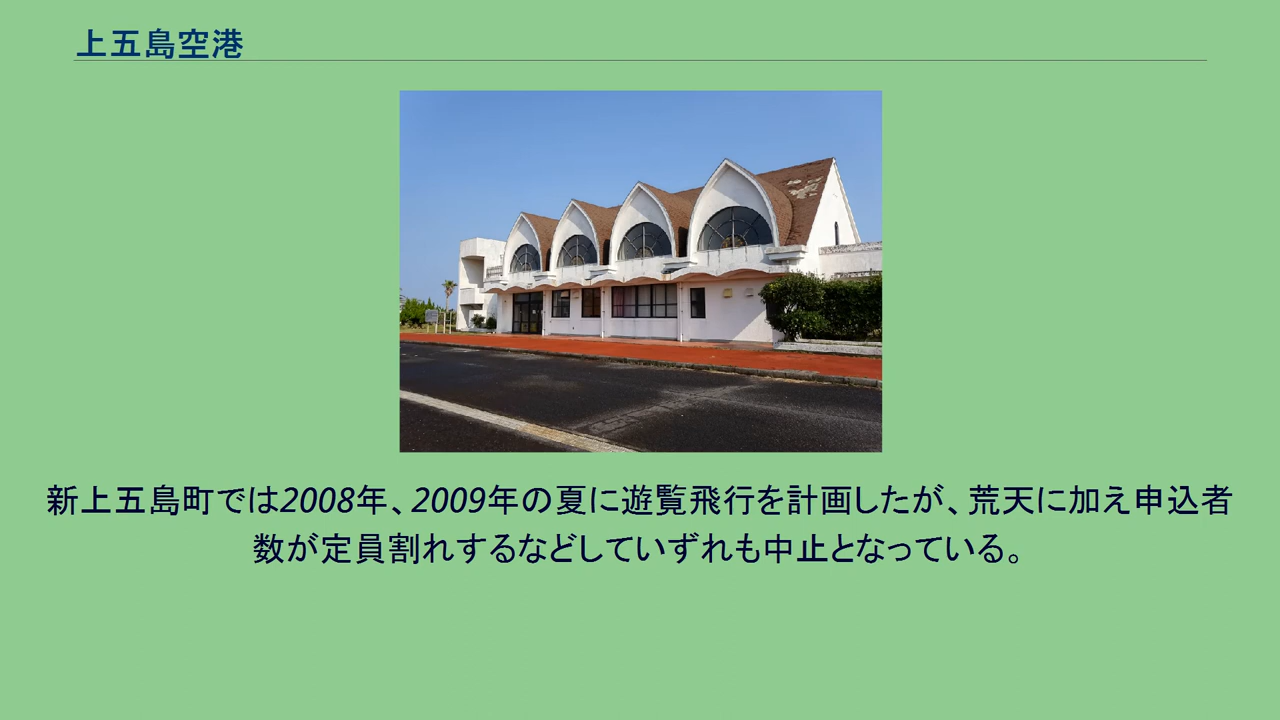 上五島空港
新上五島町では2008年、2009年の夏に遊覧飛行を計画したが、荒天に加え申込者
数が定員割れするなどしていずれも中止となっている。